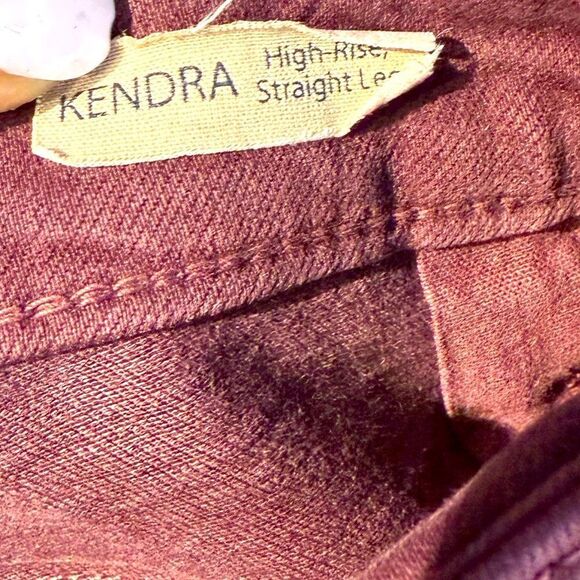 KENDRA
High-Rise,
Straight Leg